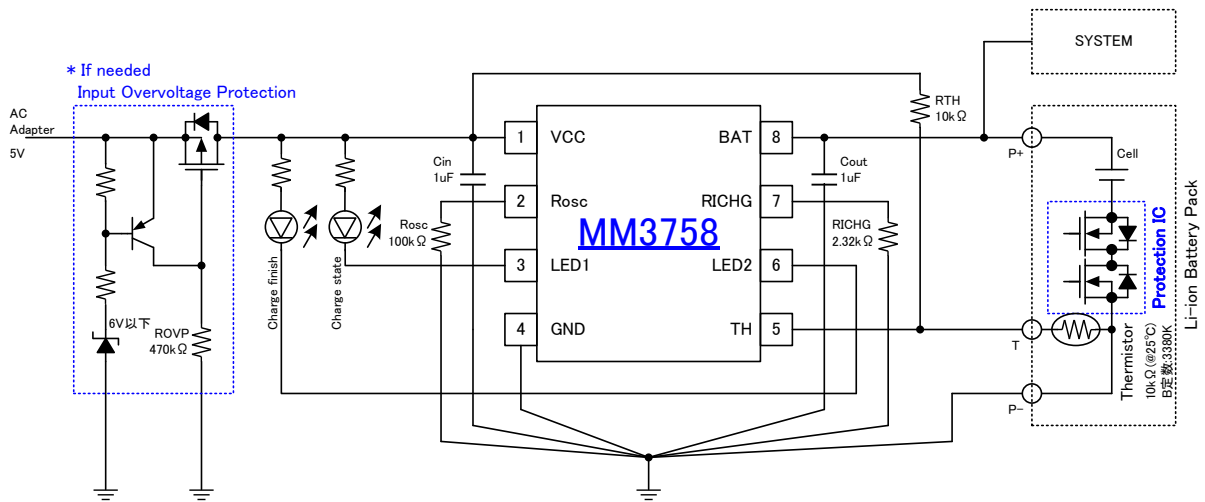 * If needed
Input Overvoltage Protection
AC
Adapter
5V
6V以下
ROVP
470kΩ
Charge finish
Charge state
Cin
1uF
Rosc
100kΩ
1
VCC
2
Rosc
3
LED1
4
GND
MM3758
BAT
8
RICHG
7
LED2
6
TH
5
Cout
1uF
RICHG
2.32kΩ
RTH
10kΩ
SYSTEM
P+
Cell
Protection IC
T
P-
Thermistor
10kΩ(@25℃)
B定数:3380K
Li-ion Battery Pack